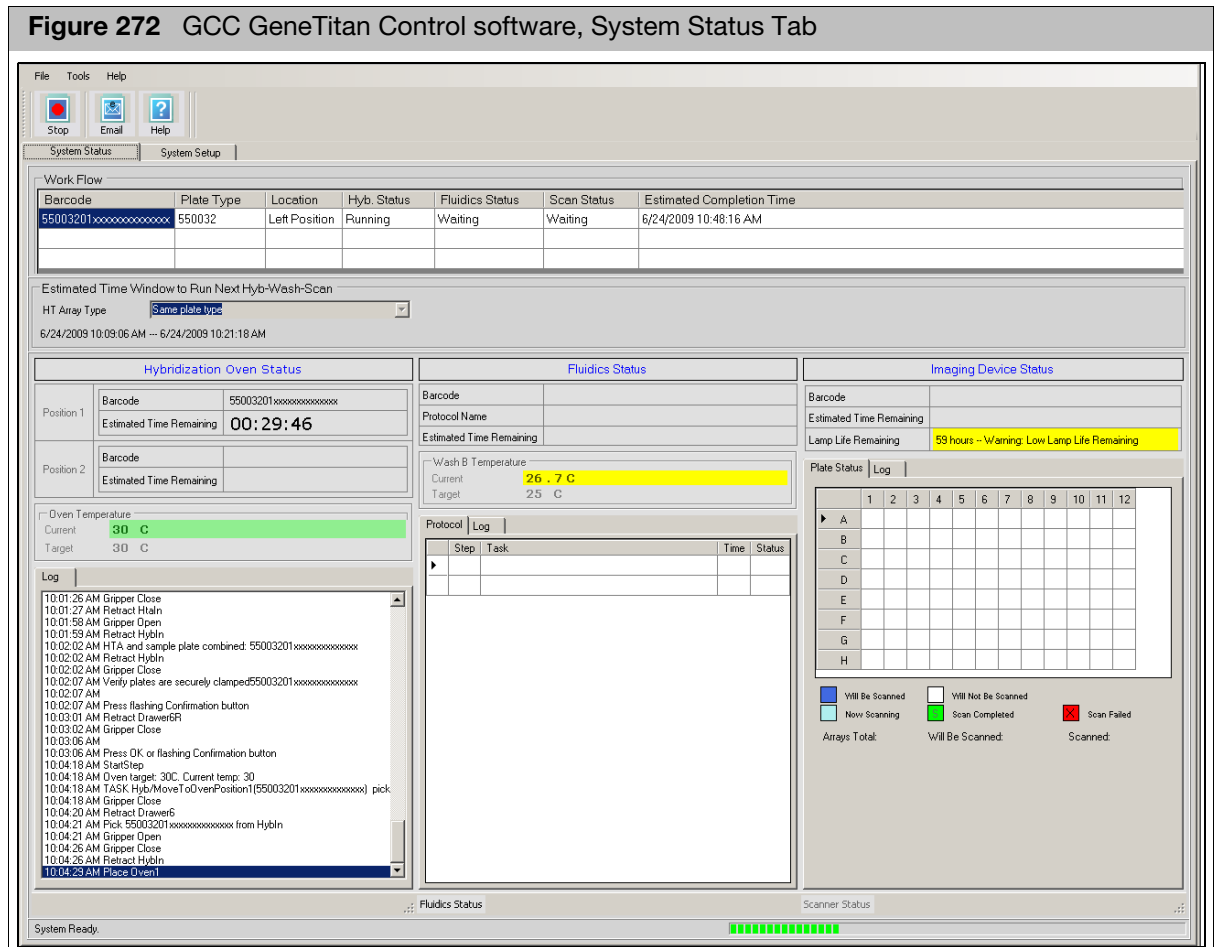 Figure 272 GCC GeneTitan Control software, System Status Tab
File Tools Help
Stop Email Help
System Status System Setup
Work Flow
Barcode Plate Type Location Hyb. Status Fluidics Status Scan Status Estimated Completion Time
55003201xxxxxxxxxxxxxx 550032 Left Position Running Waiting Waiting 6/24/2009 10:48:16 AM
Estimated Time Window to Run Next Hyb-Wash-Scan
HT Array Type Same plate type
6/24/2009 10:09:06 AM --- 6/24/2009 10:21:18 AM
Hybridization Oven Status
Position 1
Barcode 55003201xxxxxxxxxxxxxx
Estimated Time Remaining 00:29:46
Position 2
Barcode
Estimated Time Remaining
Oven Temperature
Current 30 C
Target 30 C
Log
10:01:26 AM Gripper Close
10:01:27 AM Retract HtaIn
10:01:58 AM Gripper Open
10:01:59 AM Retract HybIn
10:02:02 AM HTA and sample plate combined: 55003201xxxxxxxxxxxxxx
10:02:02 AM Retract HybIn
10:02:02 AM Gripper Close
10:02:07 AM Verify plates are securely clamped55003201xxxxxxxxxxxxxx
10:02:07 AM
10:02:07 AM Press flashing Confirmation button
10:03:01 AM Retract Drawer6R
10:03:02 AM Gripper Close
10:03:06 AM
10:03:06 AM Press OK or flashing Confirmation button
10:04:18 AM StartStep
10:04:18 AM Oven target: 30C. Current temp: 30
10:04:18 AM TASK Hyb/MoveToOvenPosition1(55003201xxxxxxxxxxxxxx) pick
10:04:18 AM Gripper Close
10:04:20 AM Retract Drawer6
10:04:21 AM Pick 55003201xxxxxxxxxxxxxx from HybIn
10:04:21 AM Gripper Open
10:04:26 AM Gripper Close
10:04:26 AM Retract HybIn
10:04:29 AM Place Oven1
Fluidics Status
Barcode
Protocol Name
Estimated Time Remaining
Wash B Temperature
Current 26.7 C
Target 25 C
Protocol Log
Step Task Time Status
Fluidics Status
Imaging Device Status
Barcode
Estimated Time Remaining
Lamp Life Remaining 59 hours -- Warning: Low Lamp Life Remaining
Plate Status Log
1 2 3 4 5 6 7 8 9 10 11 12
A
B
C
D
E
F
G
H
Will Be Scanned Will Not Be Scanned
Now Scanning S Scan Completed X Scan Failed
Arrays Total: Will Be Scanned: Scanned:
Scanner Status
System Ready.